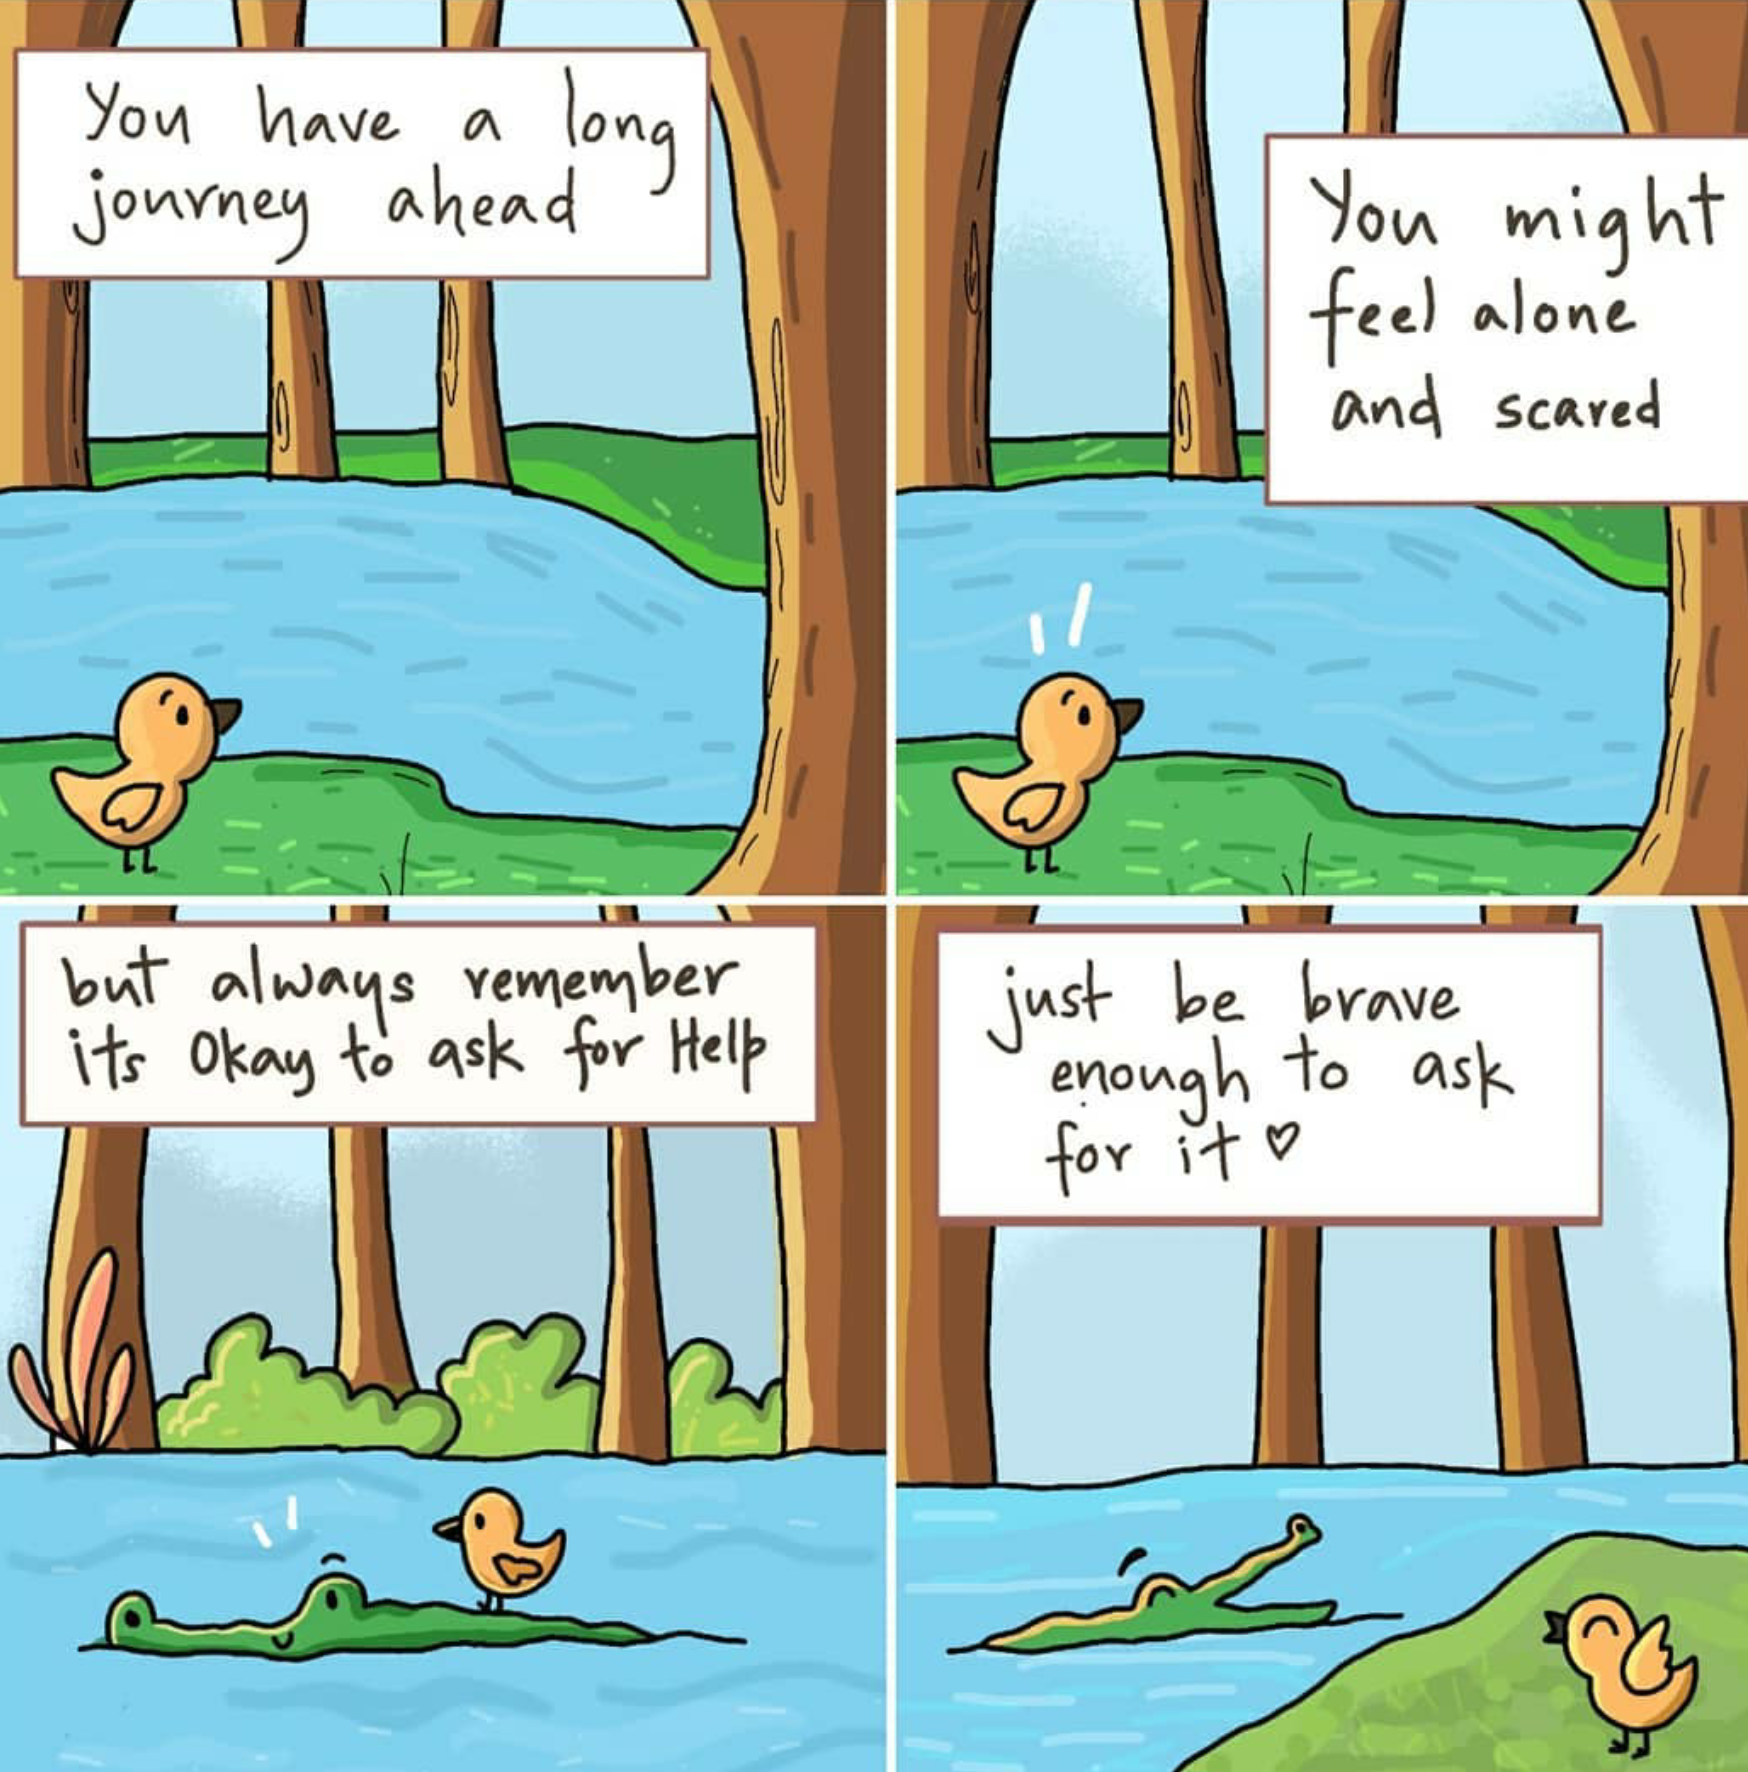 You have a long
journey ahead
You might
feel alone
and scared
but always remember
its Okay to ask for Help
just be brave
enough to ask
for it ♡